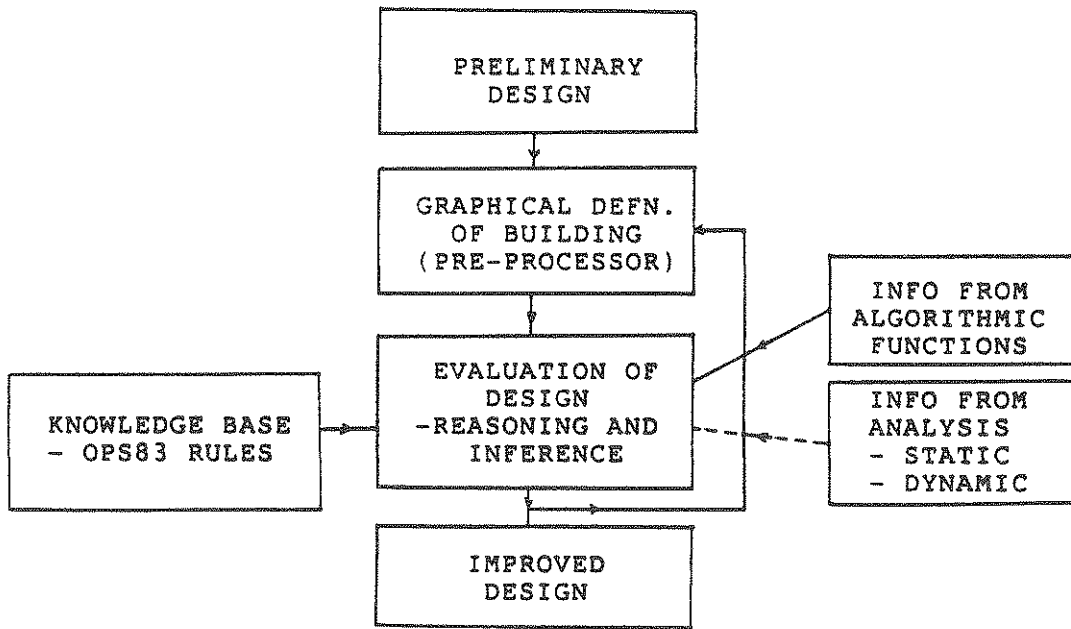 PRELIMINARY
DESIGN
GRAPHICAL DEFN.
OF BUILDING
(PRE-PROCESSOR)
INFO FROM
ALGORITHMIC
FUNCTIONS
EVALUATION OF
DESIGN
-REASONING AND
INFERENCE
KNOWLEDGE BASE
- OPS83 RULES
INFO FROM
ANALYSIS
- STATIC
- DYNAMIC
IMPROVED
DESIGN